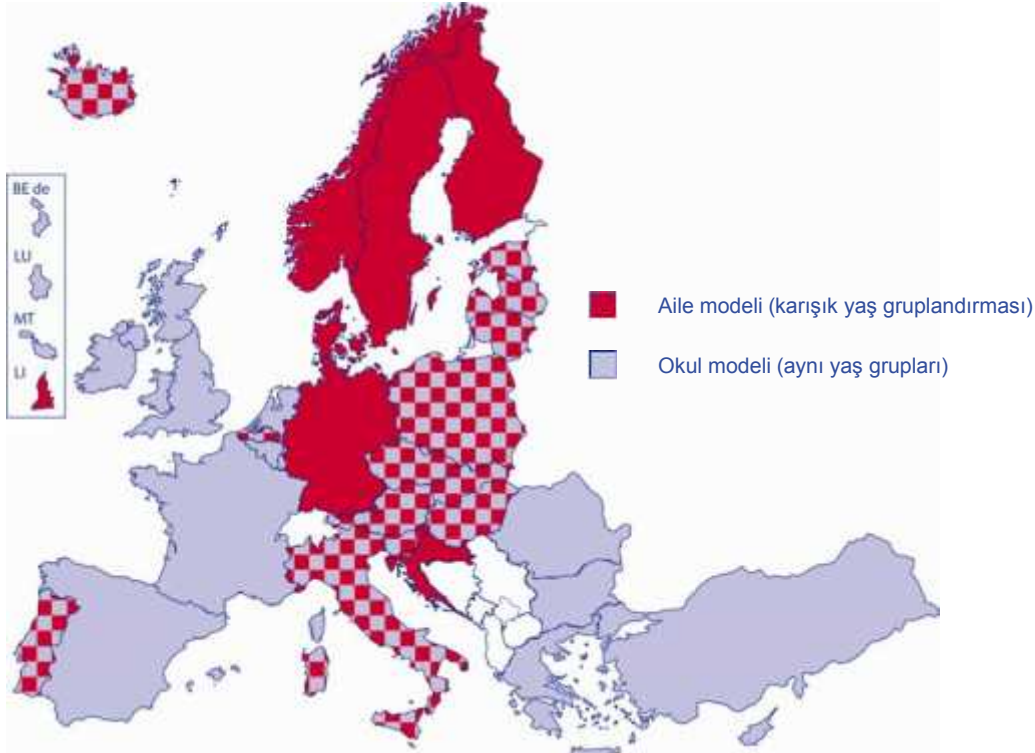 BE de
LU
MT
LI
Aile modeli (karışık yaş gruplandırması)
Okul modeli (aynı yaş grupları)